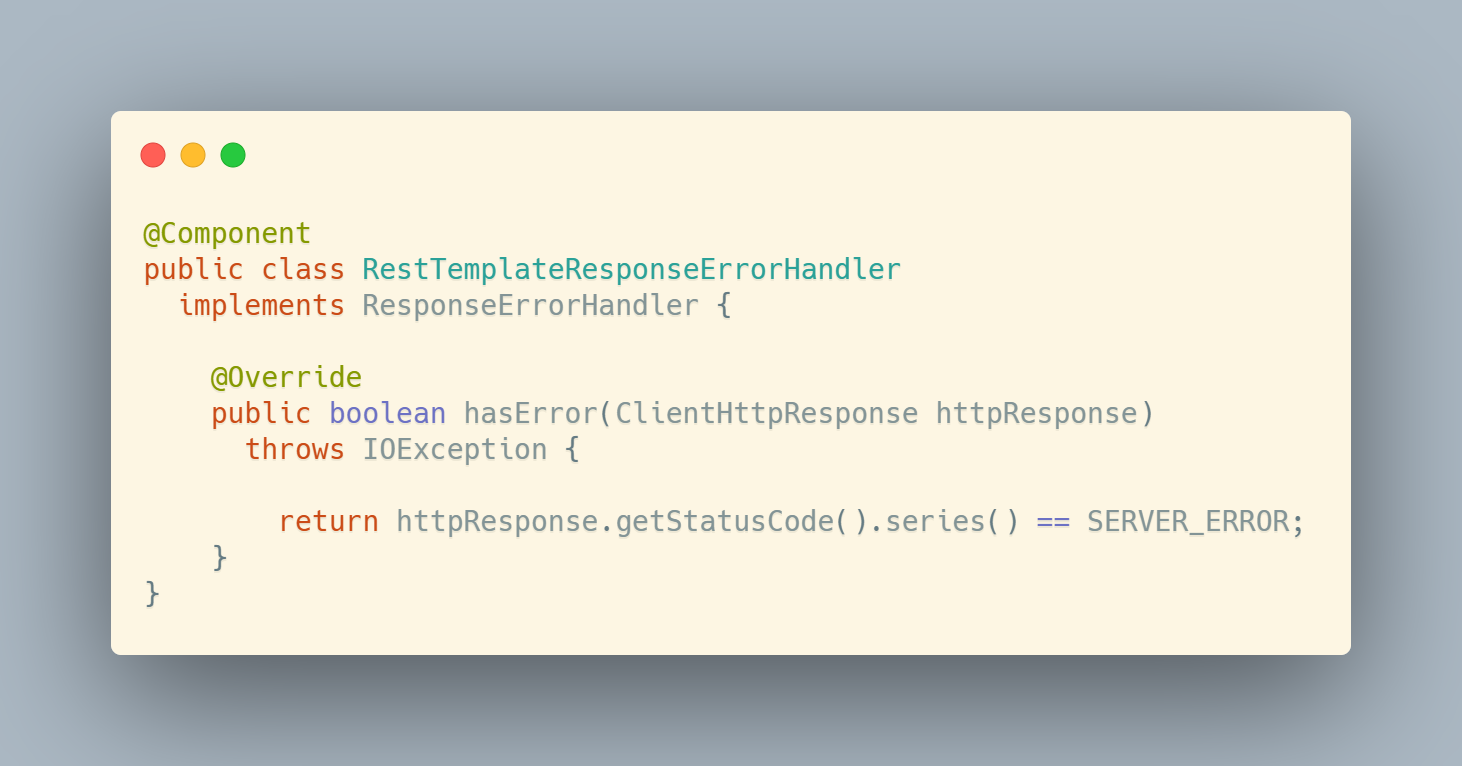 @Component
public class RestTemplateResponseErrorHandler
  implements ResponseErrorHandler {

    @Override
    public boolean hasError(ClientHttpResponse httpResponse)
      throws IOException {

        return httpResponse.getStatusCode().series() == SERVER_ERROR;
    }
}